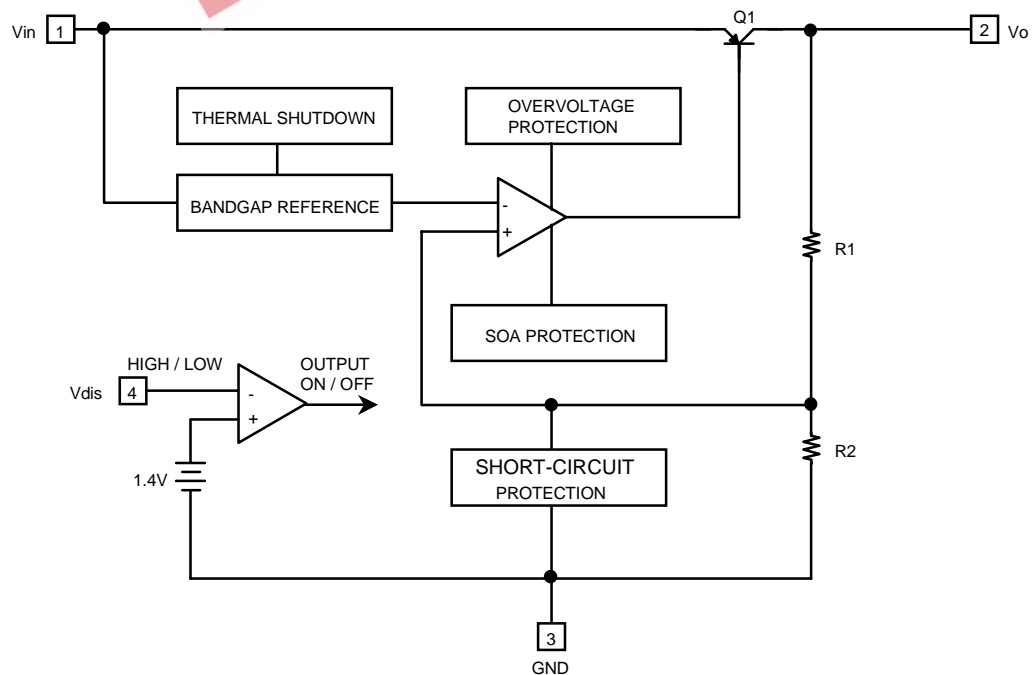 Q1
Vin 1
2 Vo
THERMAL SHUTDOWN
OVERVOLTAGE
PROTECTION
BANDGAP REFERENCE
-
+
R1
SOA PROTECTION
HIGH / LOW
OUTPUT
ON / OFF
Vdis 4
-
+
1.4V
SHORT-CIRCUIT
PROTECTION
R2
3
GND